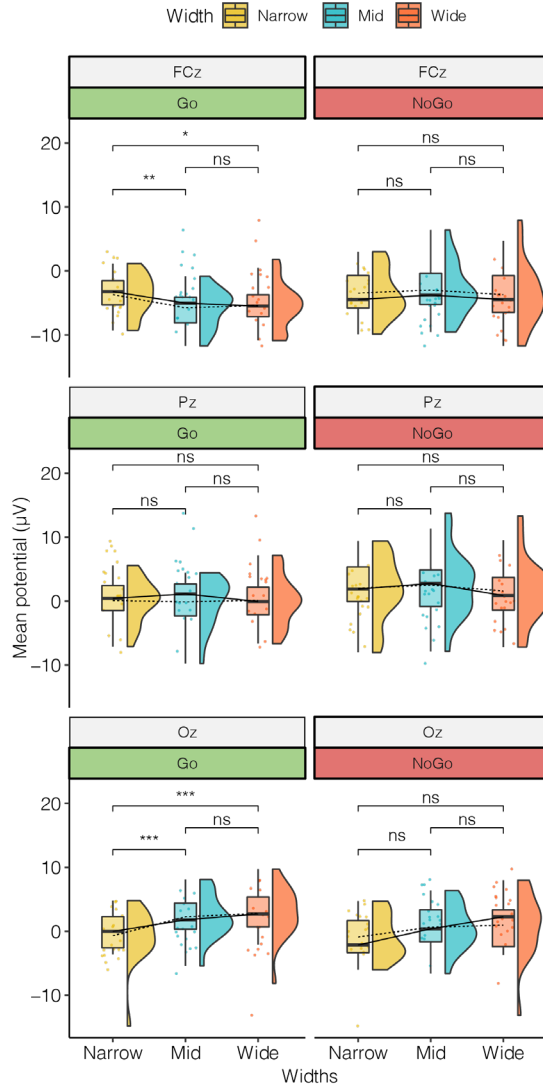 Width Narrow Mid Wide
FCz FCz
Go NoGo
20
10
0
−10
* ns
ns ns
** ns
Pz Pz
Go NoGo
20
10
0
−10
ns ns
ns ns
ns ns
Mean potential (µV)
Oz Oz
Go NoGo
20
10
0
−10
*** ns
ns ns
*** ns
Narrow Mid Wide Narrow Mid Wide
Widths